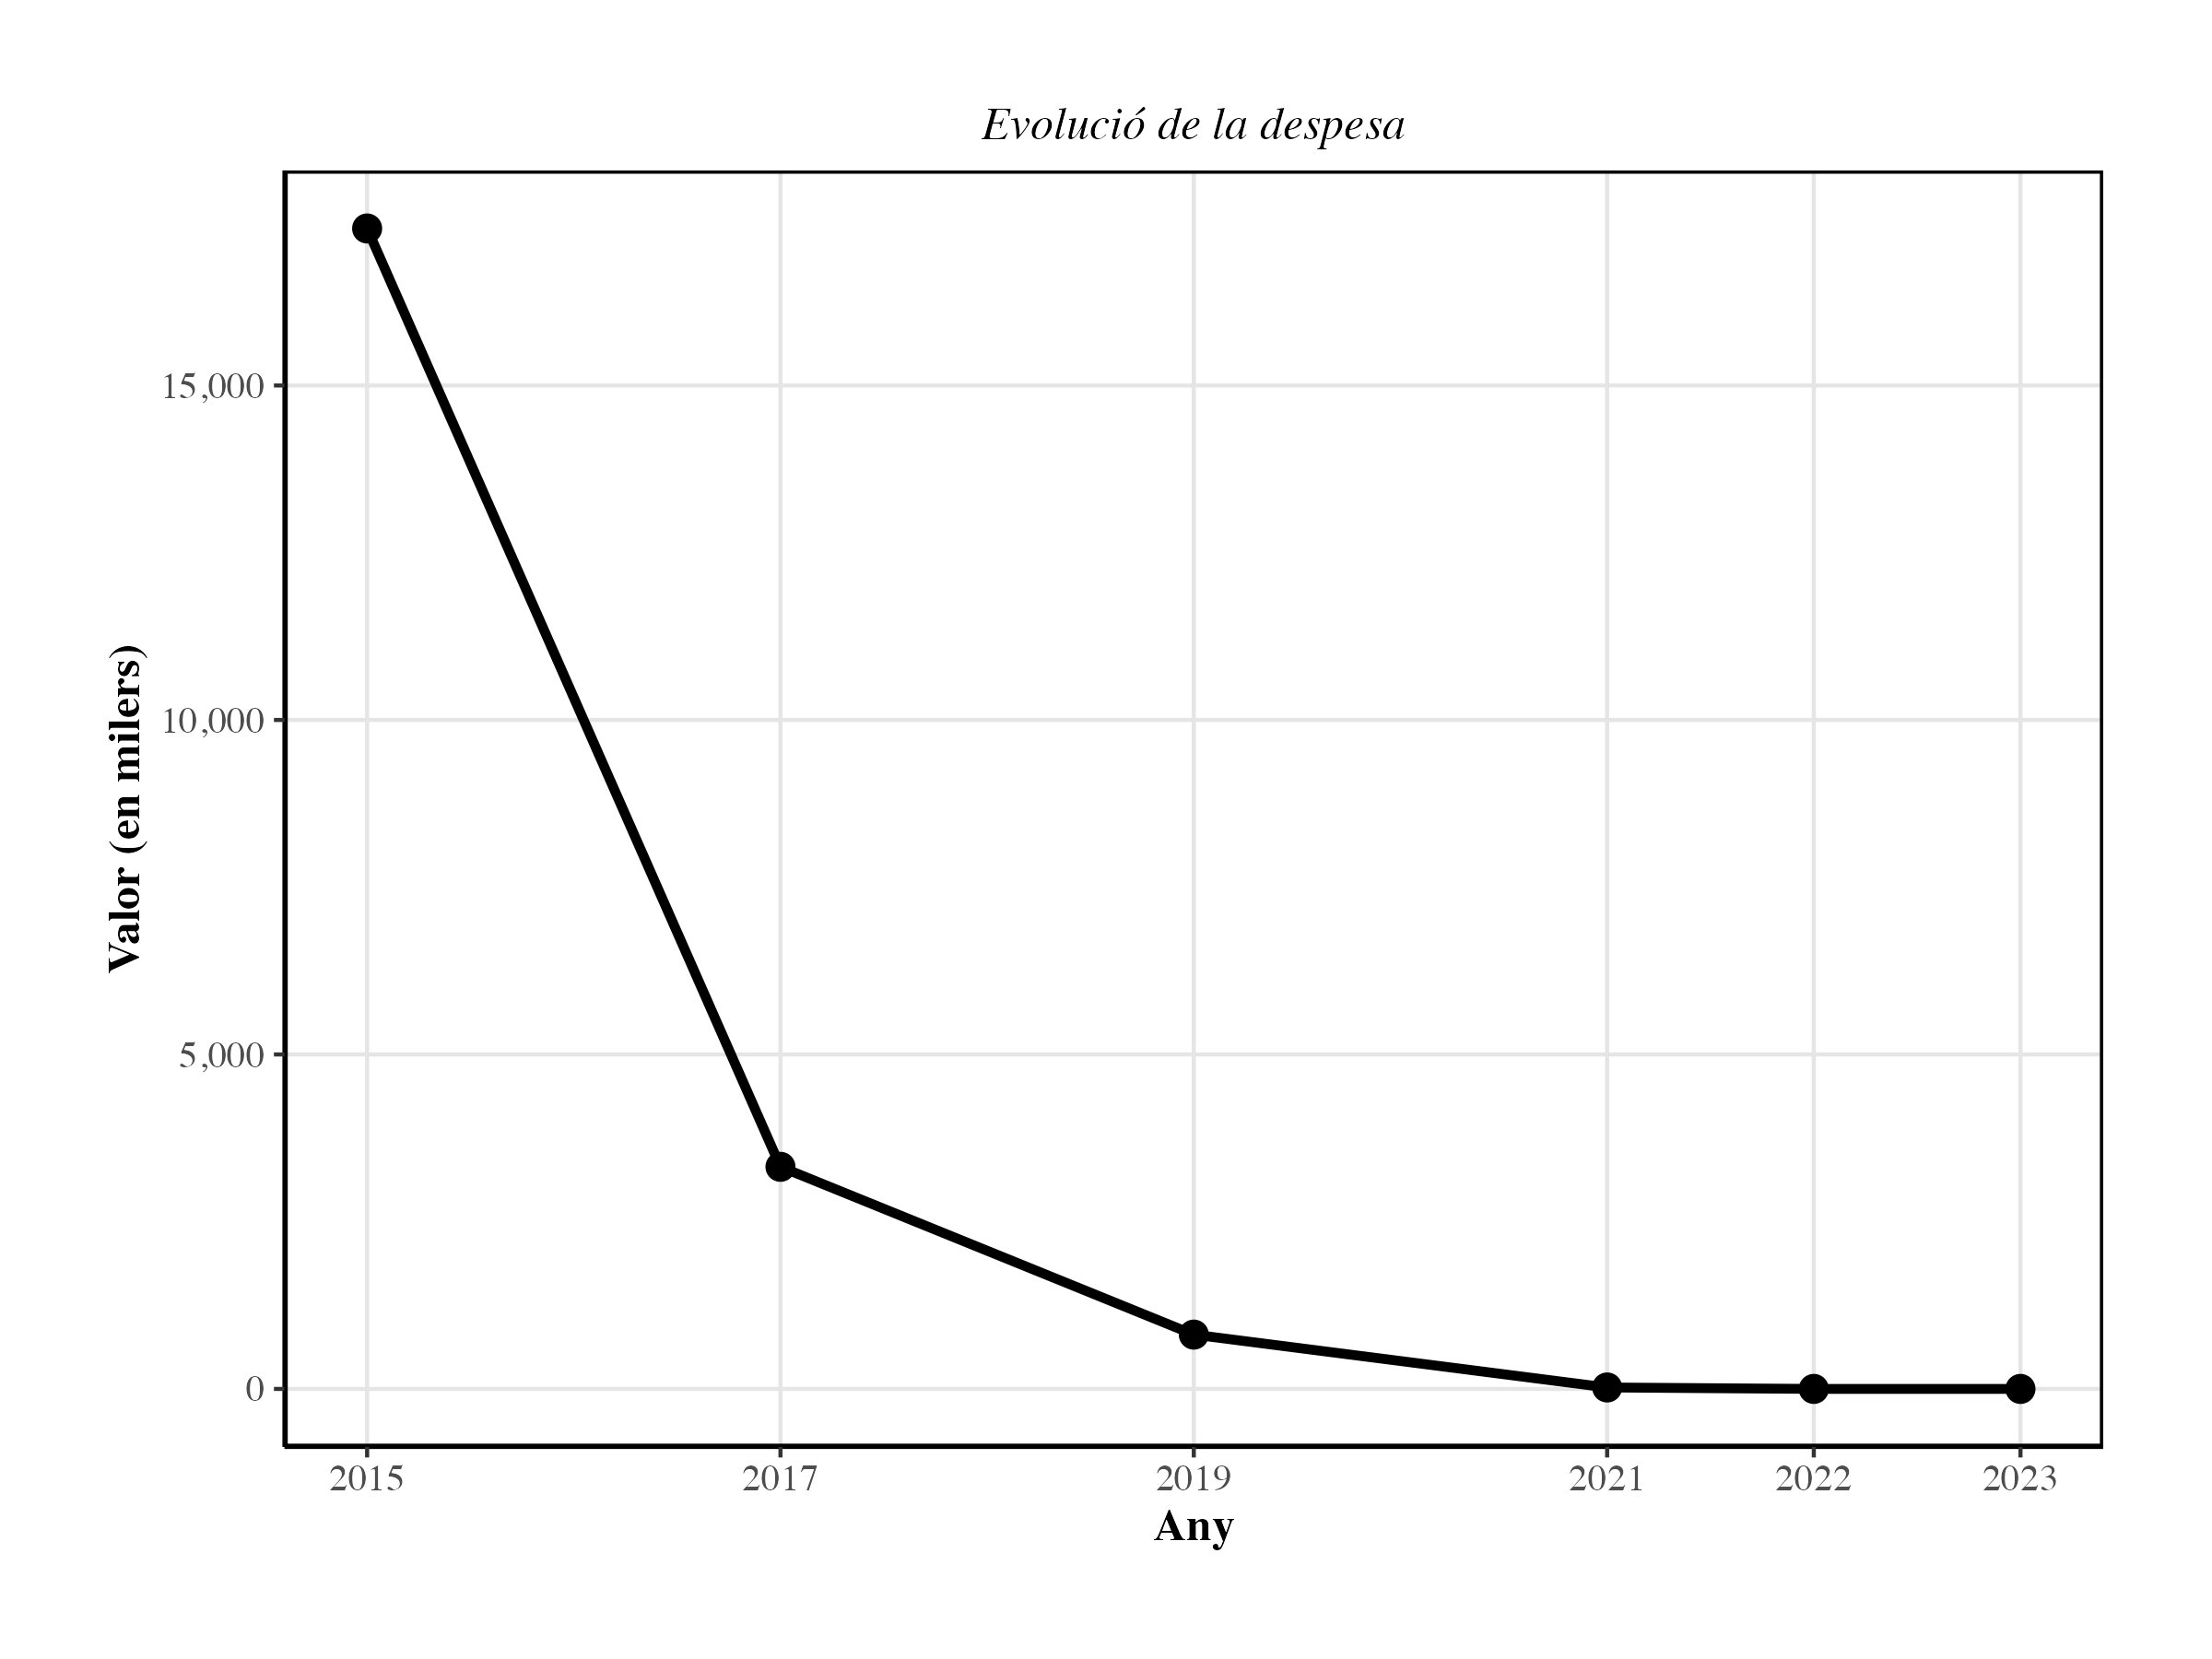 Evolució de la despesa
Valor (en milers)
15,000
10,000
5,000
0
2015 2017 2019 2021 2022 2023
Any